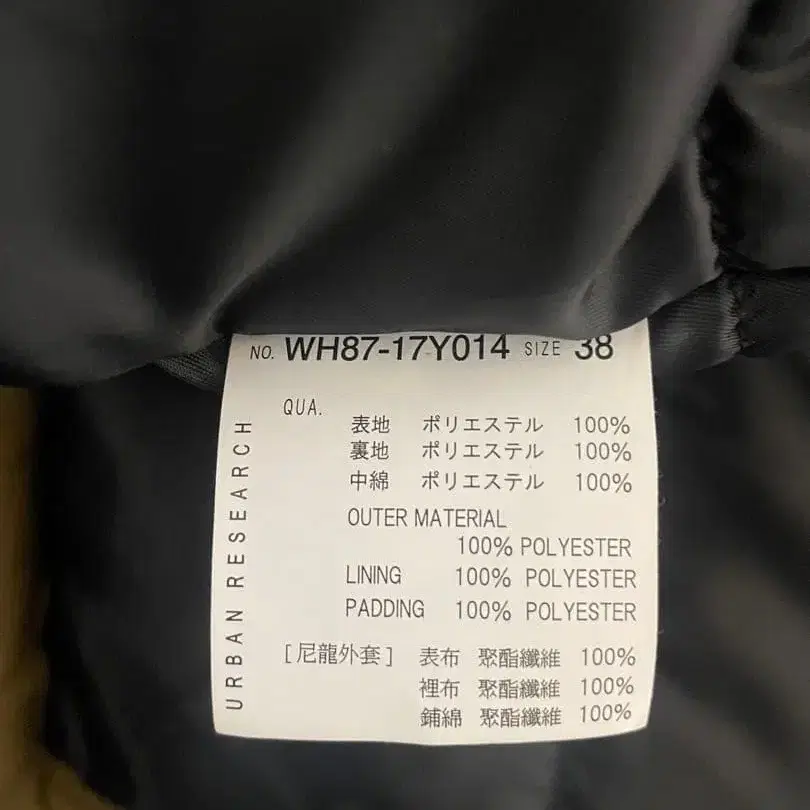 NO. WH87-17Y014 SIZE 38
QUA.
表地 ポリエステル 100%
裏地 ポリエステル 100%
中綿 ポリエステル 100%
OUTER MATERIAL
100% POLYESTER
LINING 100% POLYESTER
PADDING 100% POLYESTER
[尼龍外套] 表布 聚酯纖維 100%
裡布 聚酯纖維 100%
鋪綿 聚酯纖維 100%
URBAN RESEARCH